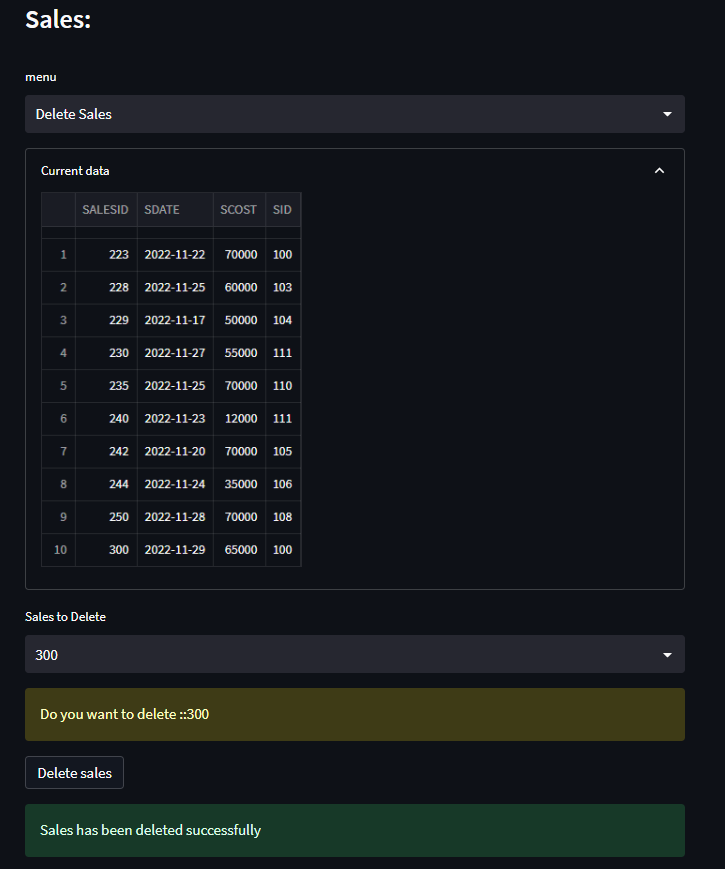 Sales:
menu
Delete Sales
Current data
SALESID SDATE SCOST SID
1 223 2022-11-22 70000 100
2 228 2022-11-25 60000 103
3 229 2022-11-17 50000 104
4 230 2022-11-27 55000 111
5 235 2022-11-25 70000 110
6 240 2022-11-23 12000 111
7 242 2022-11-20 70000 105
8 244 2022-11-24 35000 106
9 250 2022-11-28 70000 108
10 300 2022-11-29 65000 100
Sales to Delete
300
Do you want to delete ::300
Delete sales
Sales has been deleted successfully